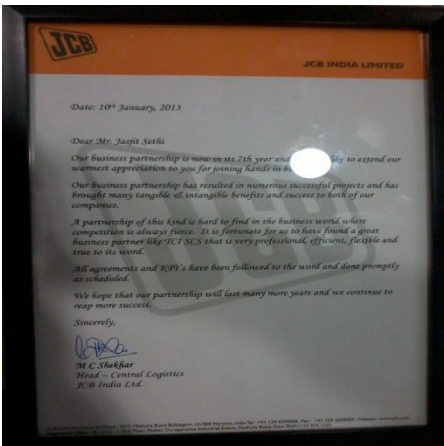 JCB
JCB INDIA LIMITED
Date: 10th January, 2013
Dear Mr. Jasjit Sethi
Our business partnership is now in its 7th year and to extend our
warmest appreciation to you for joining hands in
Our business partnership has resulted in numerous successful projects and has
brought many tangible & intangible benefits and success to both of our
companies.
A partnership of this kind is hard to find in the business world where
competition is always fierce. It is fortunate for us to have found a great
business partner like TCI SCS that is very professional, efficient, flexible and
true to its word.
All agreements and KPI's have been followed to the word and done promptly
as scheduled.
We hope that our partnership will last many more years and we continue to
reap more success.
Sincerely,
M C Shekhar
Head – Central Logistics
JCB India Ltd.